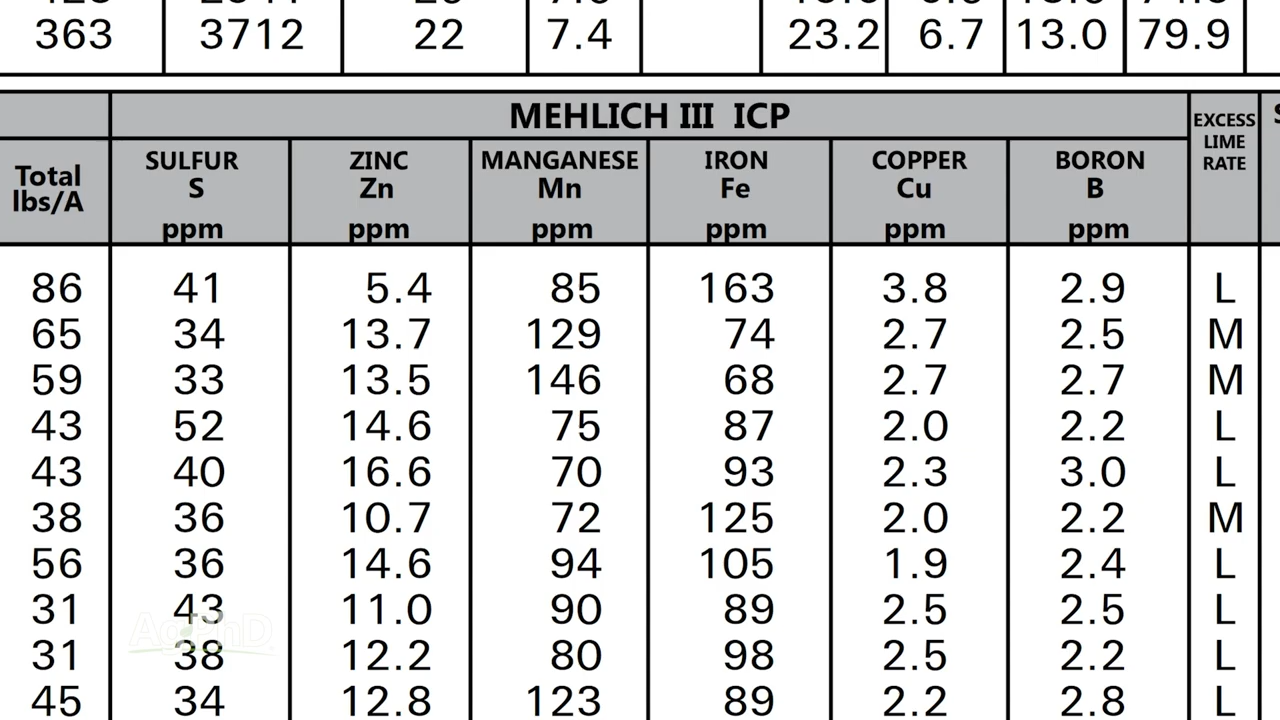 363 3712 22 7.4 23.2 6.7 13.0 79.9
MEHLICH III ICP
EXCESS LIME RATE
Total lbs/A SULFUR S ppm ZINC Zn ppm MANGANESE Mn ppm IRON Fe ppm COPPER Cu ppm BORON B ppm
86 41 5.4 85 163 3.8 2.9 L
65 34 13.7 129 74 2.7 2.5 M
59 33 13.5 146 68 2.7 2.7 M
43 52 14.6 75 87 2.0 2.2 L
43 40 16.6 70 93 2.3 3.0 L
38 36 10.7 72 125 2.0 2.2 M
56 36 14.6 94 105 1.9 2.4 L
31 43 11.0 90 89 2.5 2.5 L
AgPhD
31 38 12.2 80 98 2.5 2.2 L
45 34 12.8 123 89 2.2 2.8 L